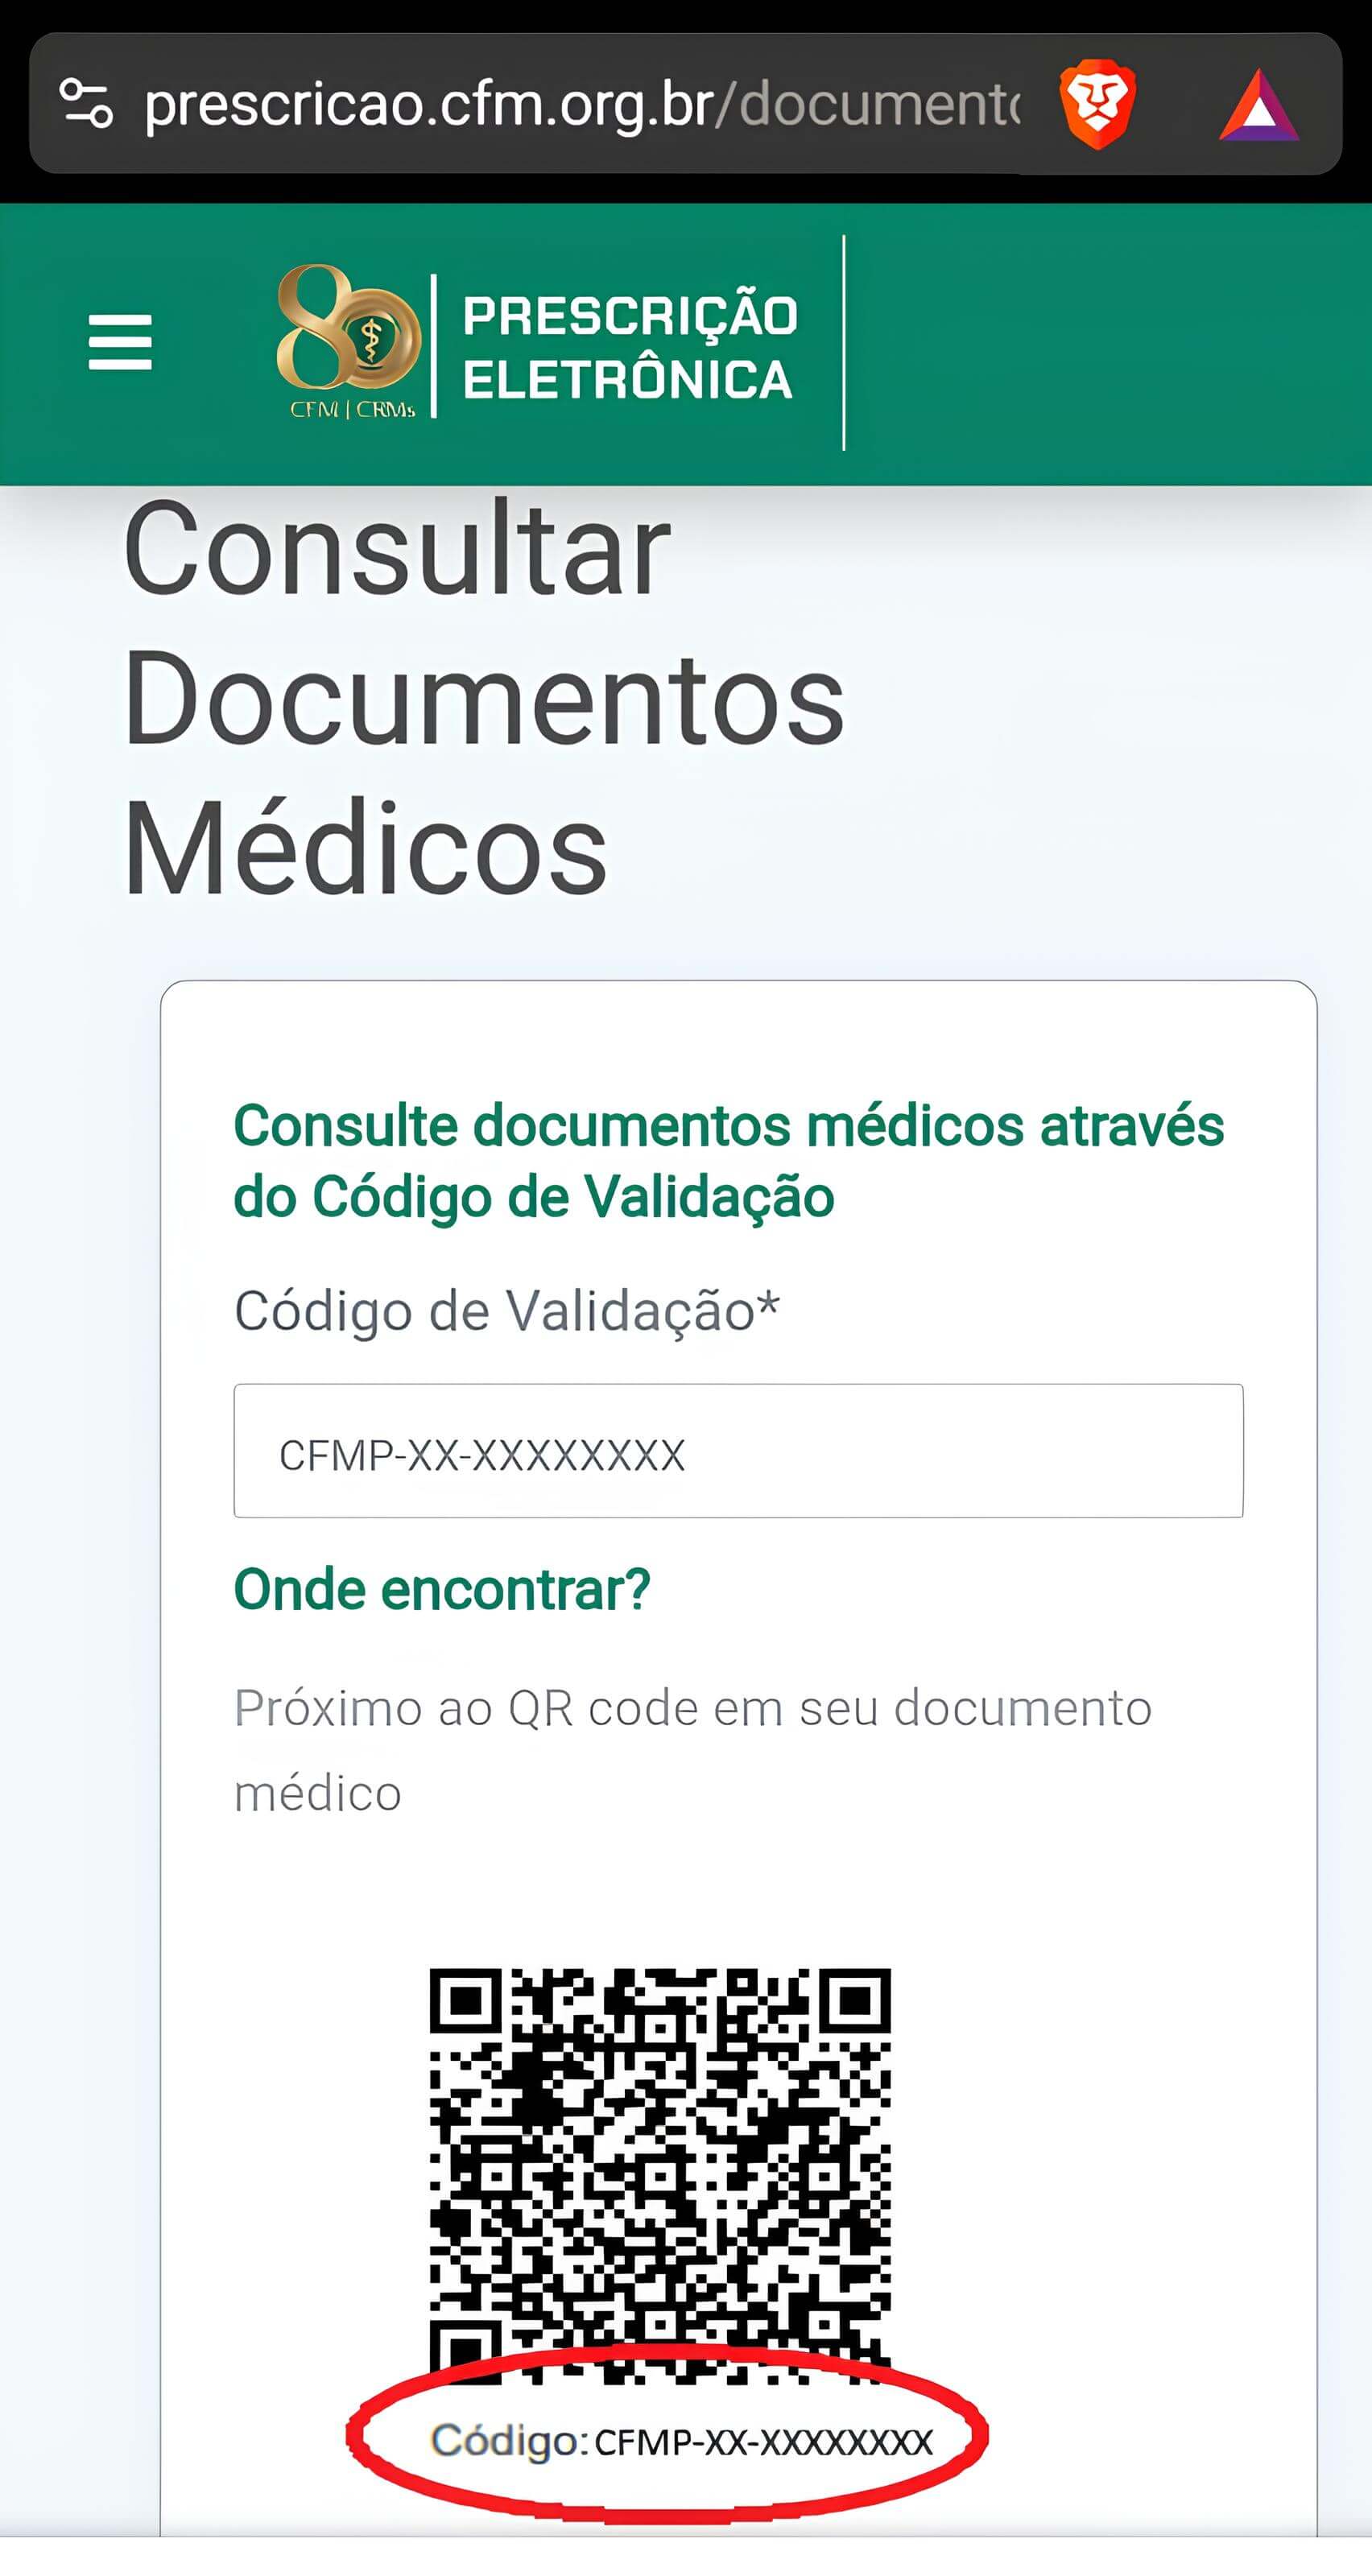 prescricao.cfm.org.br/documento
PRESCRIÇÃO
ELETRÔNICA
80
CFM | CRMs
Consultar
Documentos
Médicos
Consulte documentos médicos através
do Código de Validação
Código de Validação*
CFMP-XX-XXXXXXXX
Onde encontrar?
Próximo ao QR code em seu documento
médico
Código: CFMP-XX-XXXXXXXX